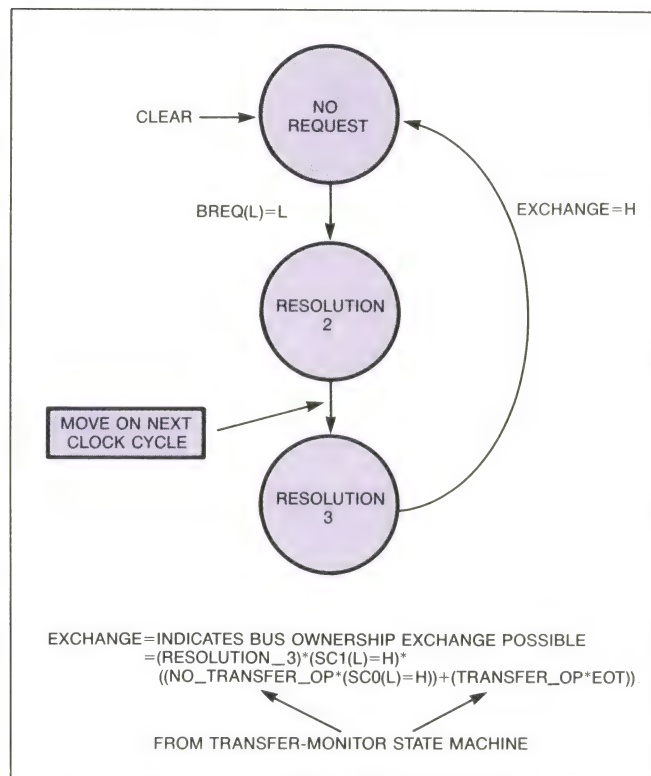 NO
REQUEST
CLEAR
BREQ(L)=L
EXCHANGE=H
RESOLUTION
2
MOVE ON NEXT
CLOCK CYCLE
RESOLUTION
3
EXCHANGE=INDICATES BUS OWNERSHIP EXCHANGE POSSIBLE
=(RESOLUTION_3)*(SC1(L)=H)*
((NO_TRANSFER_OP*(SC0(L)=H))+(TRANSFER_OP*EOT))
FROM TRANSFER-MONITOR STATE MACHINE